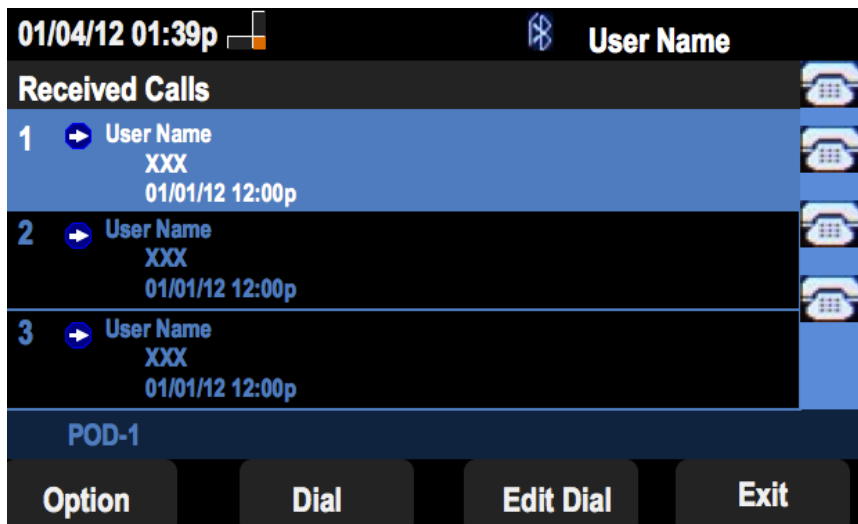 01/04/12 01:39p User Name
Received Calls
1 User Name
XXX
01/01/12 12:00p
2 User Name
XXX
01/01/12 12:00p
3 User Name
XXX
01/01/12 12:00p
POD-1
Option Dial Edit Dial Exit